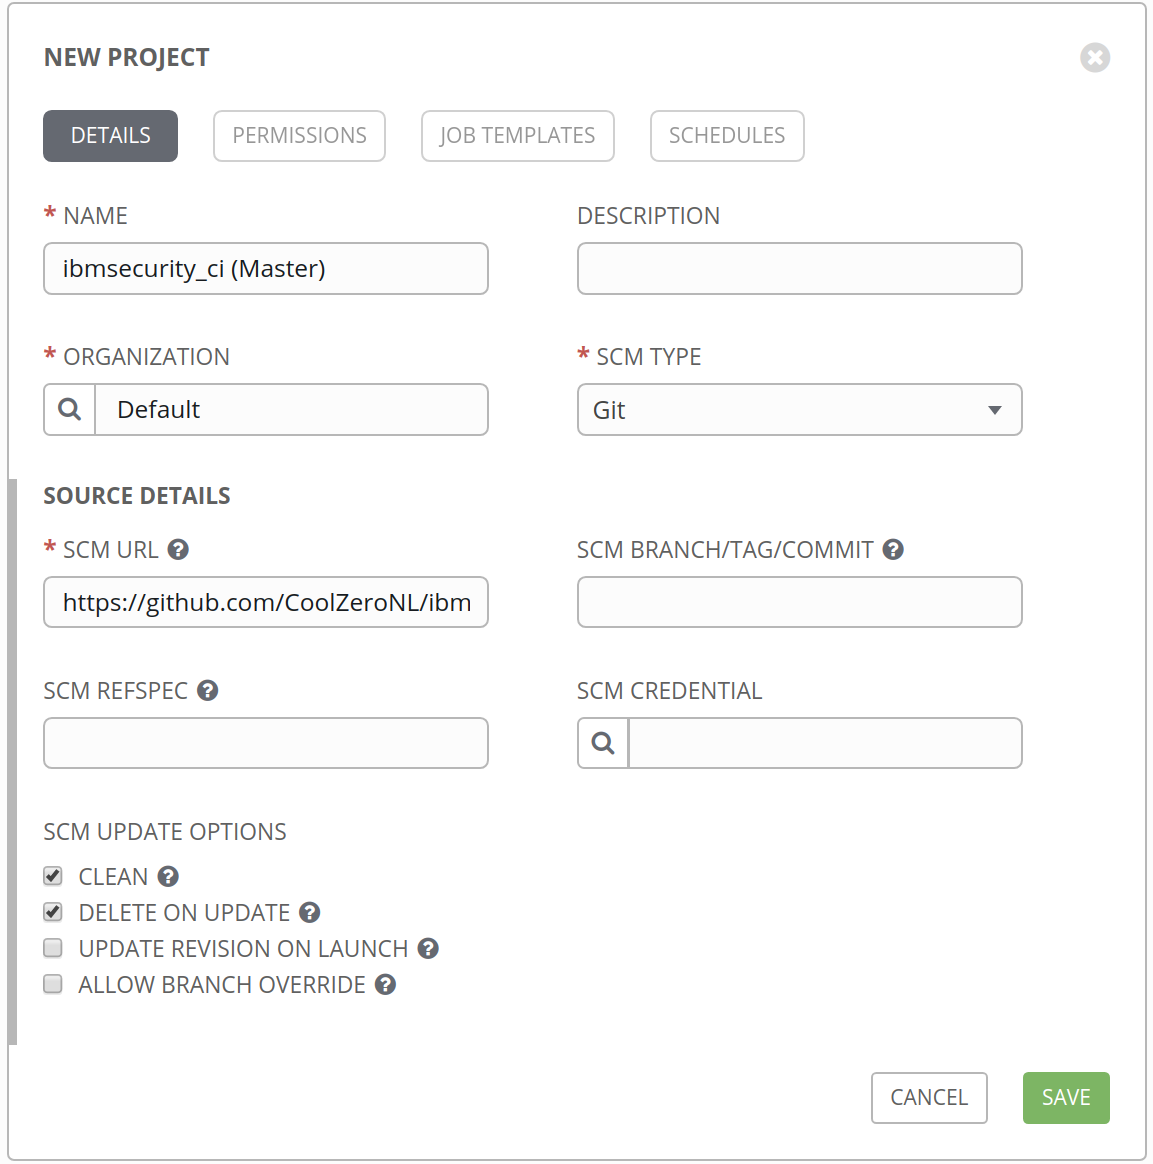 NEW PROJECT
DETAILS PERMISSIONS JOB TEMPLATES SCHEDULES
* NAME DESCRIPTION
ibmsecurity_ci (Master)
* ORGANIZATION * SCM TYPE
Default Git
SOURCE DETAILS
* SCM URL ? SCM BRANCH/TAG/COMMIT ?
https://github.com/CoolZeroNL/ibm
SCM REFSPEC ? SCM CREDENTIAL
SCM UPDATE OPTIONS
CLEAN ?
DELETE ON UPDATE ?
UPDATE REVISION ON LAUNCH ?
ALLOW BRANCH OVERRIDE ?
CANCEL SAVE